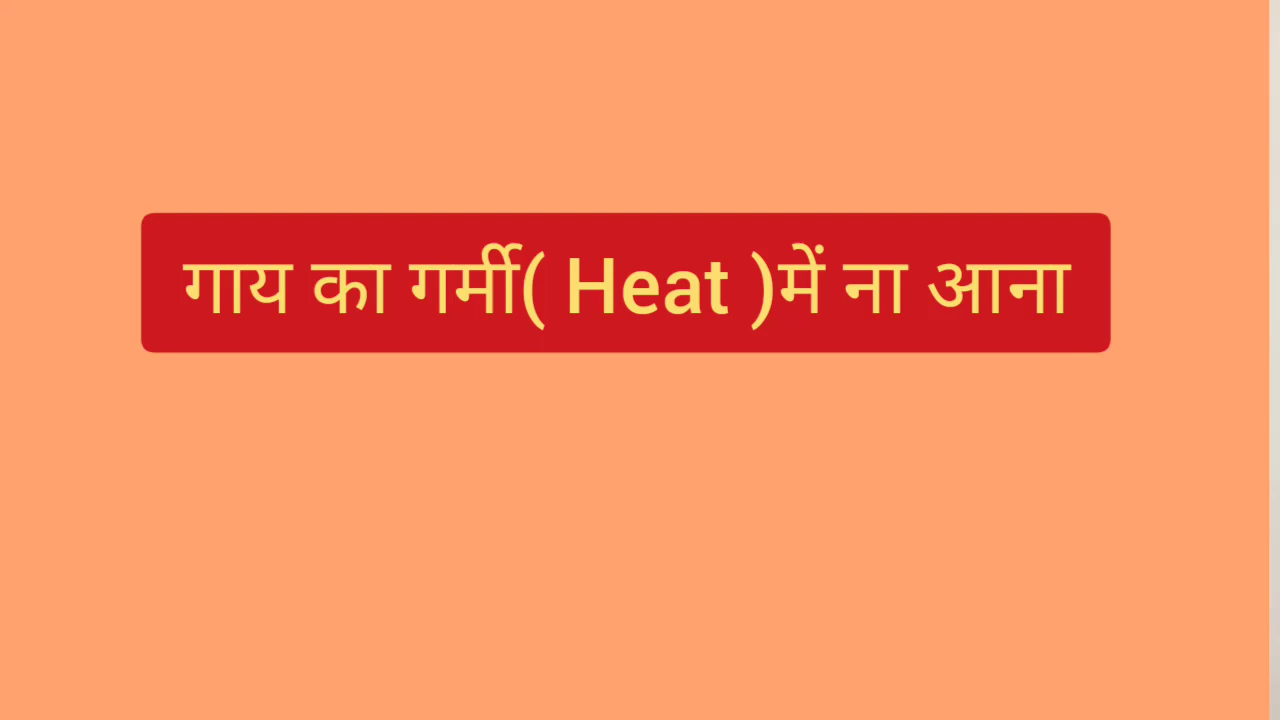 गाय का गर्मी( Heat )में ना आना